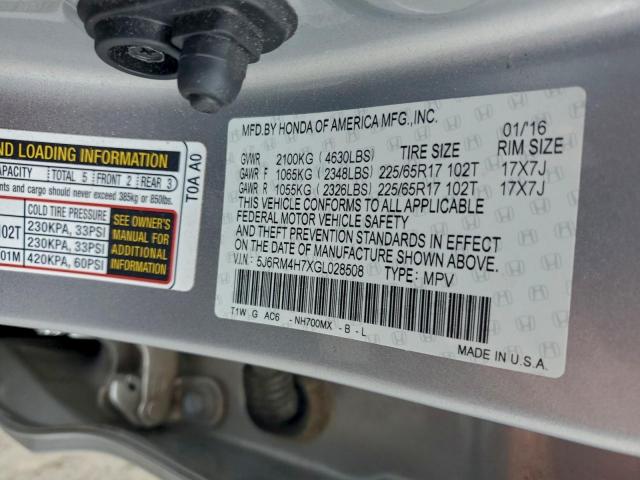 ND LOADING INFORMATION
CAPACITY TOTAL 5 FRONT 2 REAR 3
ants and cargo should never exceed 385kg or 850lbs.
COLD TIRE PRESSURE
102T 230KPA, 33PSI
230KPA, 33PSI
01M 420KPA, 60PSI
SEE OWNER'S
MANUAL FOR
ADDITIONAL
INFORMATION
T0A A0
MFD.BY HONDA OF AMERICA MFG.,INC. 01/16
GVWR 2100KG (4630LBS) TIRE SIZE RIM SIZE
GAWR F 1065KG (2348LBS) 225/65R17 102T 17X7J
GAWR R 1055KG (2326LBS) 225/65R17 102T 17X7J
THIS VEHICLE CONFORMS TO ALL APPLICABLE
FEDERAL MOTOR VEHICLE SAFETY
AND THEFT PREVENTION STANDARDS IN EFFECT
ON THE DATE OF MANUFACTURE SHOWN ABOVE.
V.I.N.: 5J6RM4H7XGL028508 TYPE: MPV
T1W G AC6 - NH700MX - B - L
MADE IN U.S.A.